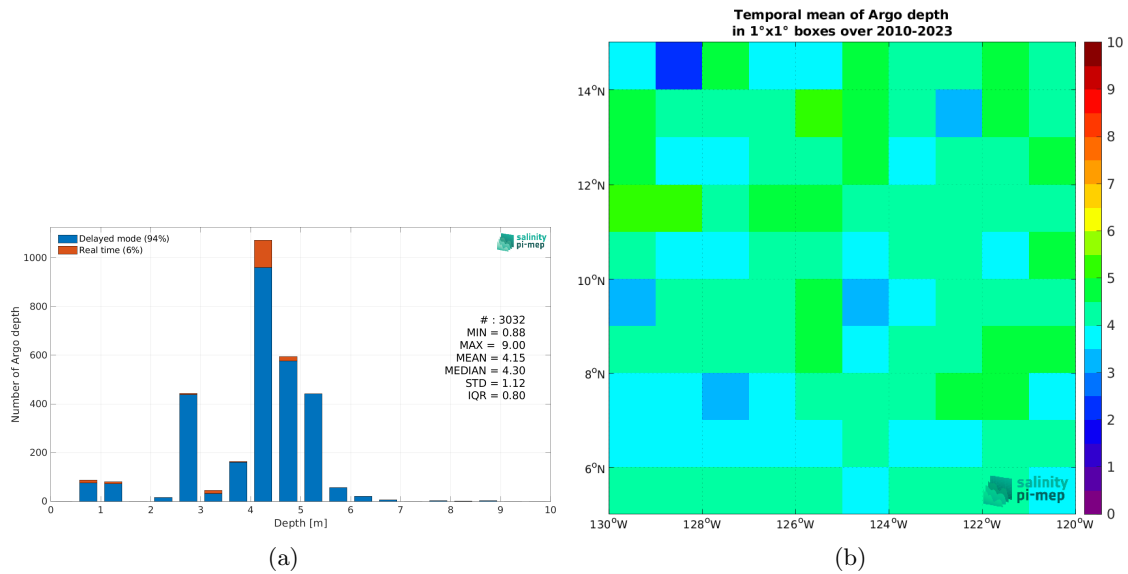 Temporal mean of Argo depth
in 1°x1° boxes over 2010-2023
Delayed mode (94%)
Real time (6%)
salinity
pi-mep
# : 3032
MIN = 0.88
MAX = 9.00
MEAN = 4.15
MEDIAN = 4.30
STD = 1.12
IQR = 0.80
Number of Argo depth
1000
800
600
400
200
0
0 1 2 3 4 5 6 7 8 9 10
Depth [m]
(a)
14°N
12°N
10°N
8°N
6°N
130°W 128°W 126°W 124°W 122°W 120°W
salinity
pi-mep
10
9
8
7
6
5
4
3
2
1
0
(b)